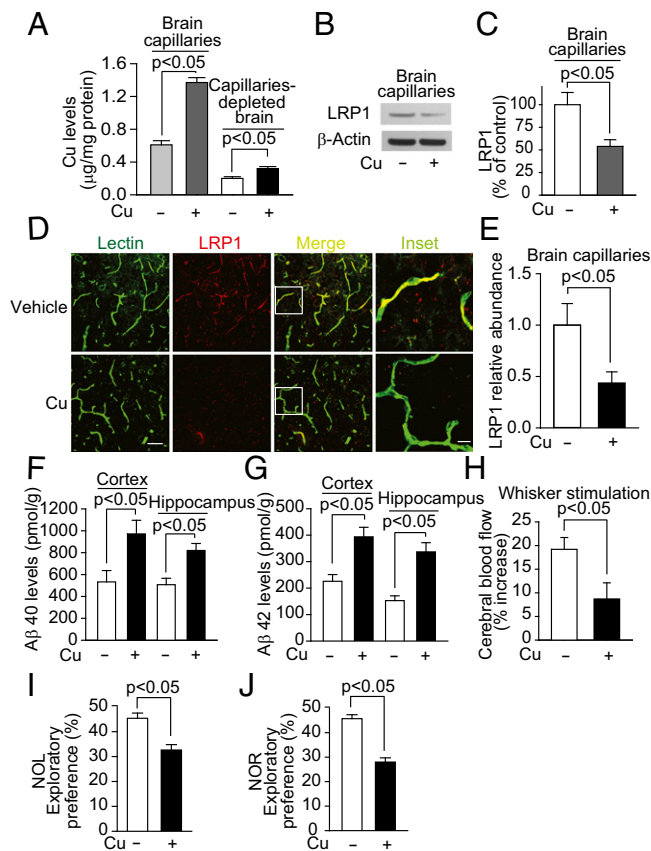 A
Brain
capillaries
p<0.05
Capillaries-
depleted
brain
p<0.05
Cu levels
(µg/mg protein)
1.6
1.2
0.8
0.4
0.0
Cu – + – +
B
Brain
capillaries
LRP1
β-Actin
Cu – +
C
Brain
capillaries
p<0.05
LRP1
(% of control)
100
75
50
25
0
Cu – +
D
Lectin LRP1 Merge Inset
Vehicle
Cu
E
Brain capillaries
p<0.05
LRP1 relative abundance
1.5
1.0
0.5
0.0
Cu – +
F
Cortex
p<0.05
Hippocampus
p<0.05
Aβ 40 levels (pmol/g)
1000
800
600
400
200
0
Cu – + – +
G
Cortex
p<0.05
Hippocampus
p<0.05
Aβ 42 levels (pmol/g)
400
300
200
100
0
Cu – + – +
H
Whisker stimulation
p<0.05
Cerebral blood flow
(% increase)
25
20
15
10
5
0
Cu – +
I
p<0.05
NOL
Exploratory
preference (%)
50
40
30
20
10
0
Cu – +
J
p<0.05
NOR
Exploratory
preference (%)
50
40
30
20
10
0
Cu – +